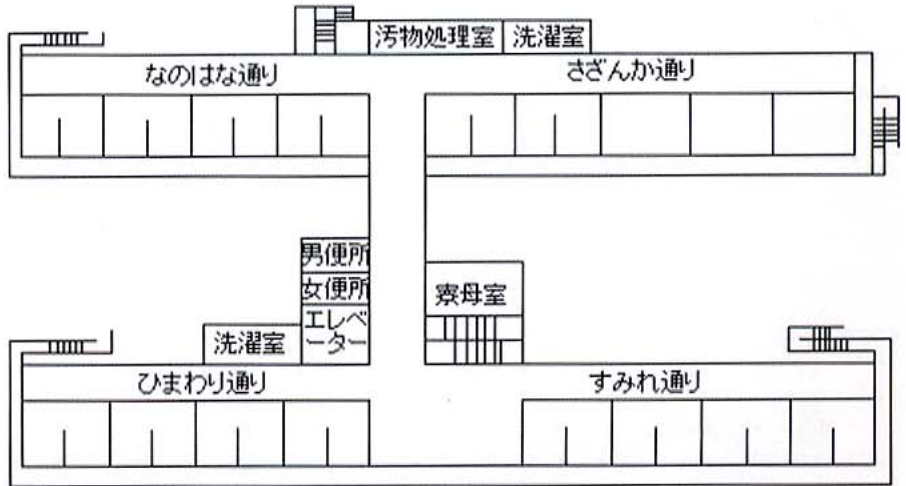 汚物処理室
洗濯室
なのはな通り
さざんか通り
男便所
女便所
エレベ
ーター
寮母室
洗濯室
ひまわり通り
すみれ通り